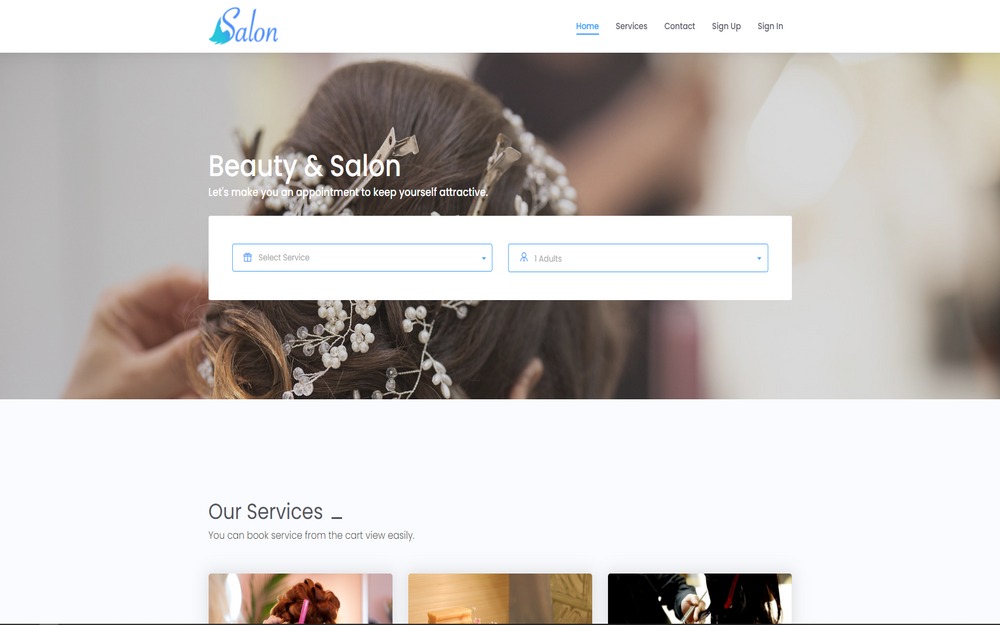 Salon
Home Services Contact Sign Up Sign In
Beauty & Salon
Let's make you an appointment to keep yourself attractive.
Select Service 1 Adults
Our Services _
You can book service from the cart view easily.